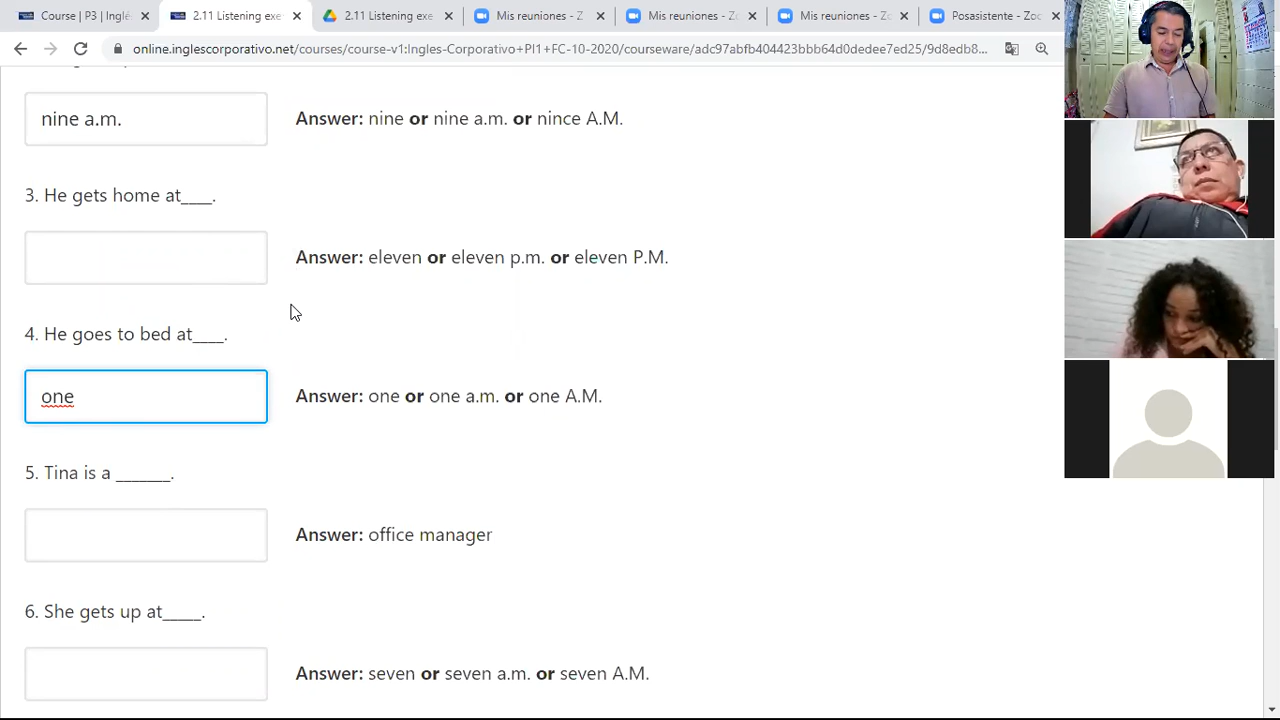 Course | P3 | Inglé
2.11 Listening exe
2.11 Listening ex
Mis reuniones - Z
Mis reuniones - Z
Mis reuniones - Z
Posasistente - Zoo
online.inglescorporativo.net/courses/course-v1:Ingles-Corporativo+PI1+FC-10-2020/courseware/adc97abfb404423bbb64d0deefe7ed25/9d8edb8...
nine a.m.
Answer: nine or nine a.m. or nince A.M.
3. He gets home at____.
Answer: eleven or eleven p.m. or eleven P.M.
4. He goes to bed at____.
one
Answer: one or one a.m. or one A.M.
5. Tina is a _______.
Answer: office manager
6. She gets up at_____.
Answer: seven or seven a.m. or seven A.M.